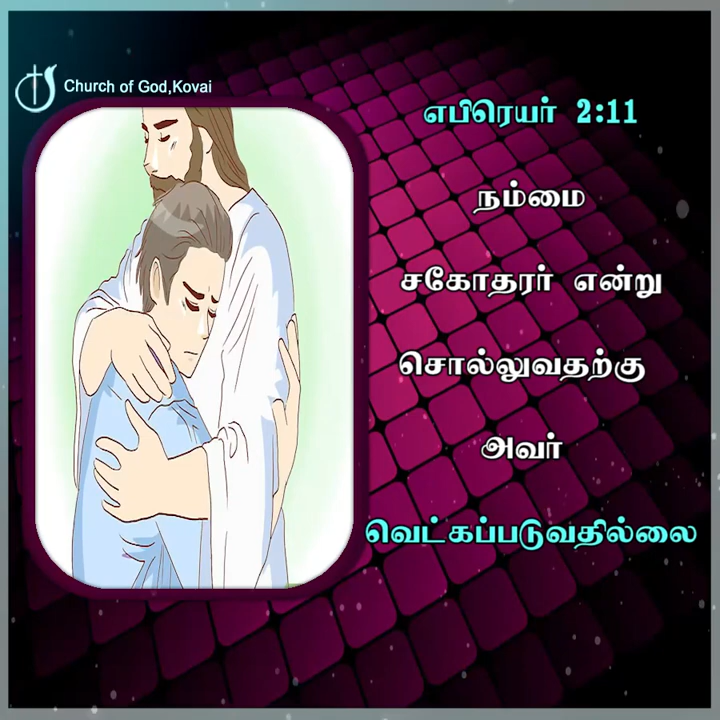 Church of God,Kovai
எபிரெயர் 2:11
நம்மை
சகோதரர் என்று
சொல்லுவதற்கு
அவர்
வெட்கப்படுவதில்லை